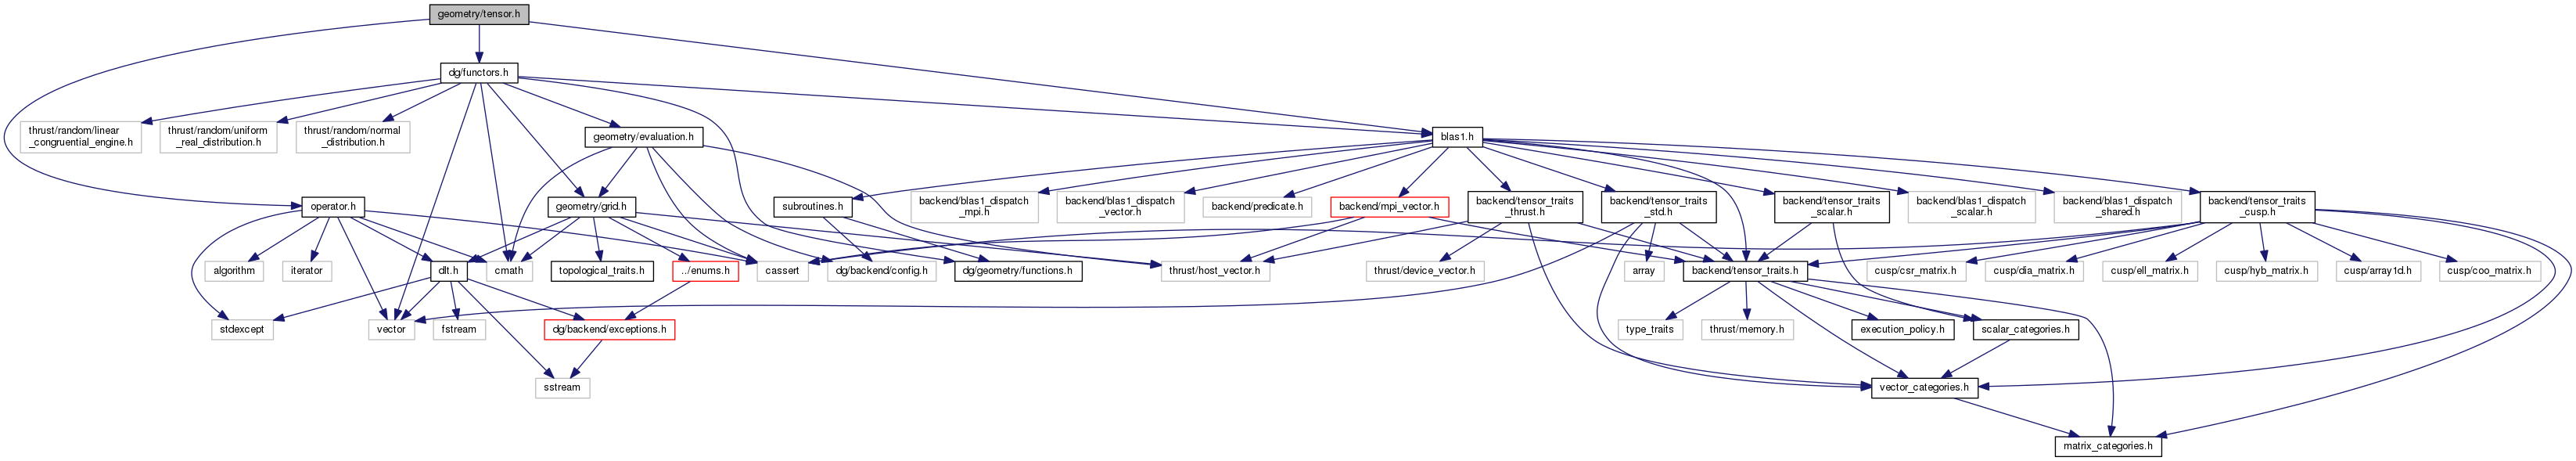 geometry/tensor.h
dg/functors.h
thrust/random/linear
_congruential_engine.h
thrust/random/uniform
_real_distribution.h
thrust/random/normal
_distribution.h
geometry/evaluation.h
blas1.h
operator.h
geometry/grid.h
subroutines.h
backend/blas1_dispatch
_mpi.h
backend/blas1_dispatch
_vector.h
backend/predicate.h
backend/mpi_vector.h
backend/tensor_traits
_thrust.h
backend/tensor_traits
_std.h
backend/tensor_traits
_scalar.h
backend/blas1_dispatch
_scalar.h
backend/blas1_dispatch
_shared.h
backend/tensor_traits
_cusp.h
algorithm
iterator
dlt.h
cmath
topological_traits.h
../enums.h
cassert
dg/backend/config.h
dg/geometry/functions.h
thrust/host_vector.h
thrust/device_vector.h
array
backend/tensor_traits.h
cusp/csr_matrix.h
cusp/dia_matrix.h
cusp/ell_matrix.h
cusp/hyb_matrix.h
cusp/array1d.h
cusp/coo_matrix.h
stdexcept
vector
fstream
dg/backend/exceptions.h
type_traits
thrust/memory.h
execution_policy.h
scalar_categories.h
sstream
vector_categories.h
matrix_categories.h